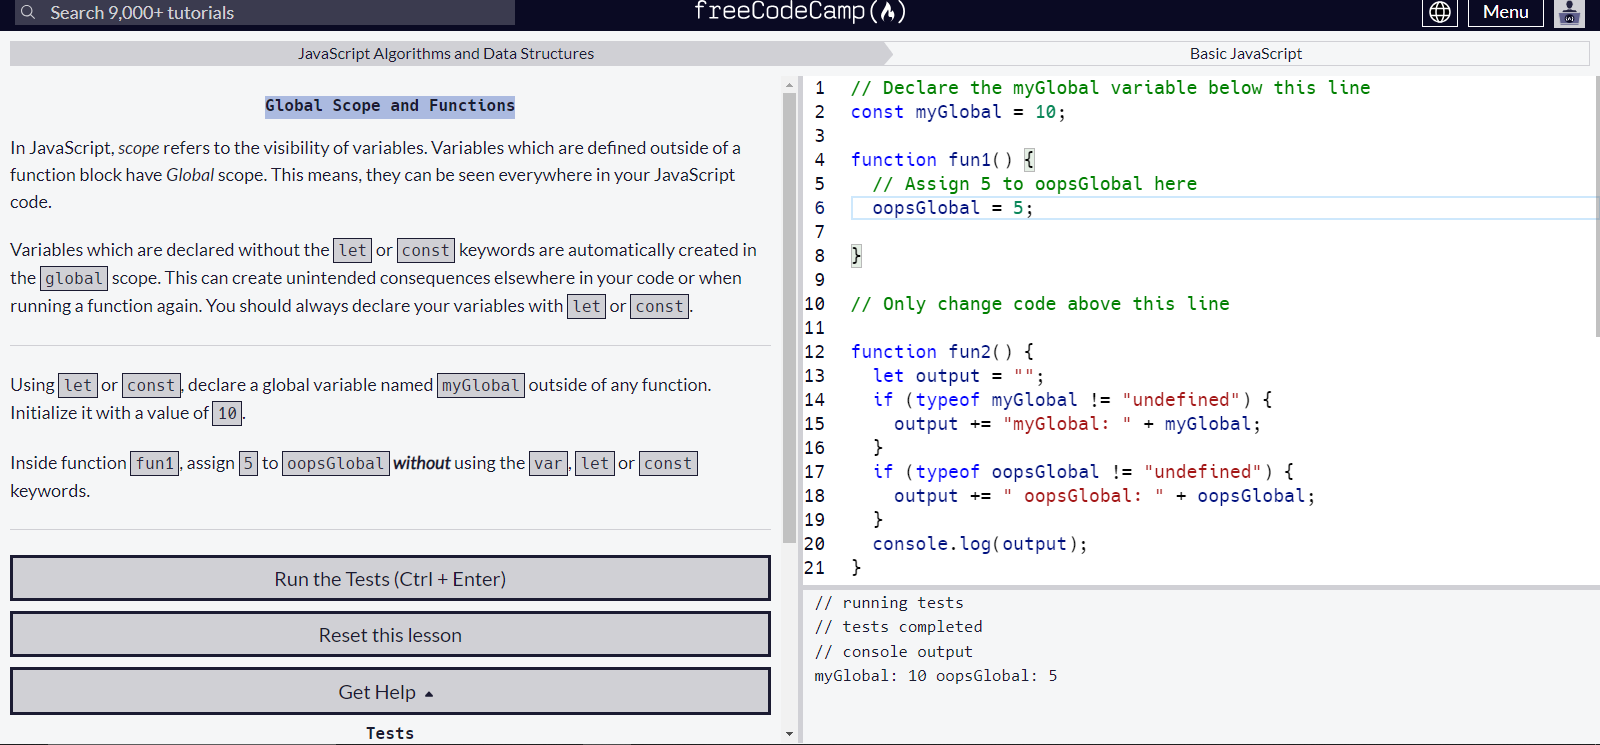 Search 9,000+ tutorials
freeCodeCamp
Menu
JavaScript Algorithms and Data Structures
Basic JavaScript
Global Scope and Functions
In JavaScript, scope refers to the visibility of variables. Variables which are defined outside of a
function block have Global scope. This means, they can be seen everywhere in your JavaScript
code.
Variables which are declared without the let or const keywords are automatically created in
the global scope. This can create unintended consequences elsewhere in your code or when
running a function again. You should always declare your variables with let or const.
Using let or const, declare a global variable named myGlobal outside of any function.
Initialize it with a value of 10.
Inside function fun1, assign 5 to oopsGlobal without using the var, let or const
keywords.
Run the Tests (Ctrl + Enter)
Reset this lesson
Get Help
Tests
1 // Declare the myGlobal variable below this line
2 const myGlobal = 10;
3
4 function fun1() {
5 // Assign 5 to oopsGlobal here
6 oopsGlobal = 5;
7
8 }
9
10 // Only change code above this line
11
12 function fun2() {
13 let output = "";
14 if (typeof myGlobal != "undefined") {
15 output += "myGlobal: " + myGlobal;
16 }
17 if (typeof oopsGlobal != "undefined") {
18 output += " oopsGlobal: " + oopsGlobal;
19 }
20 console.log(output);
21 }
// running tests
// tests completed
// console output
myGlobal: 10 oopsGlobal: 5